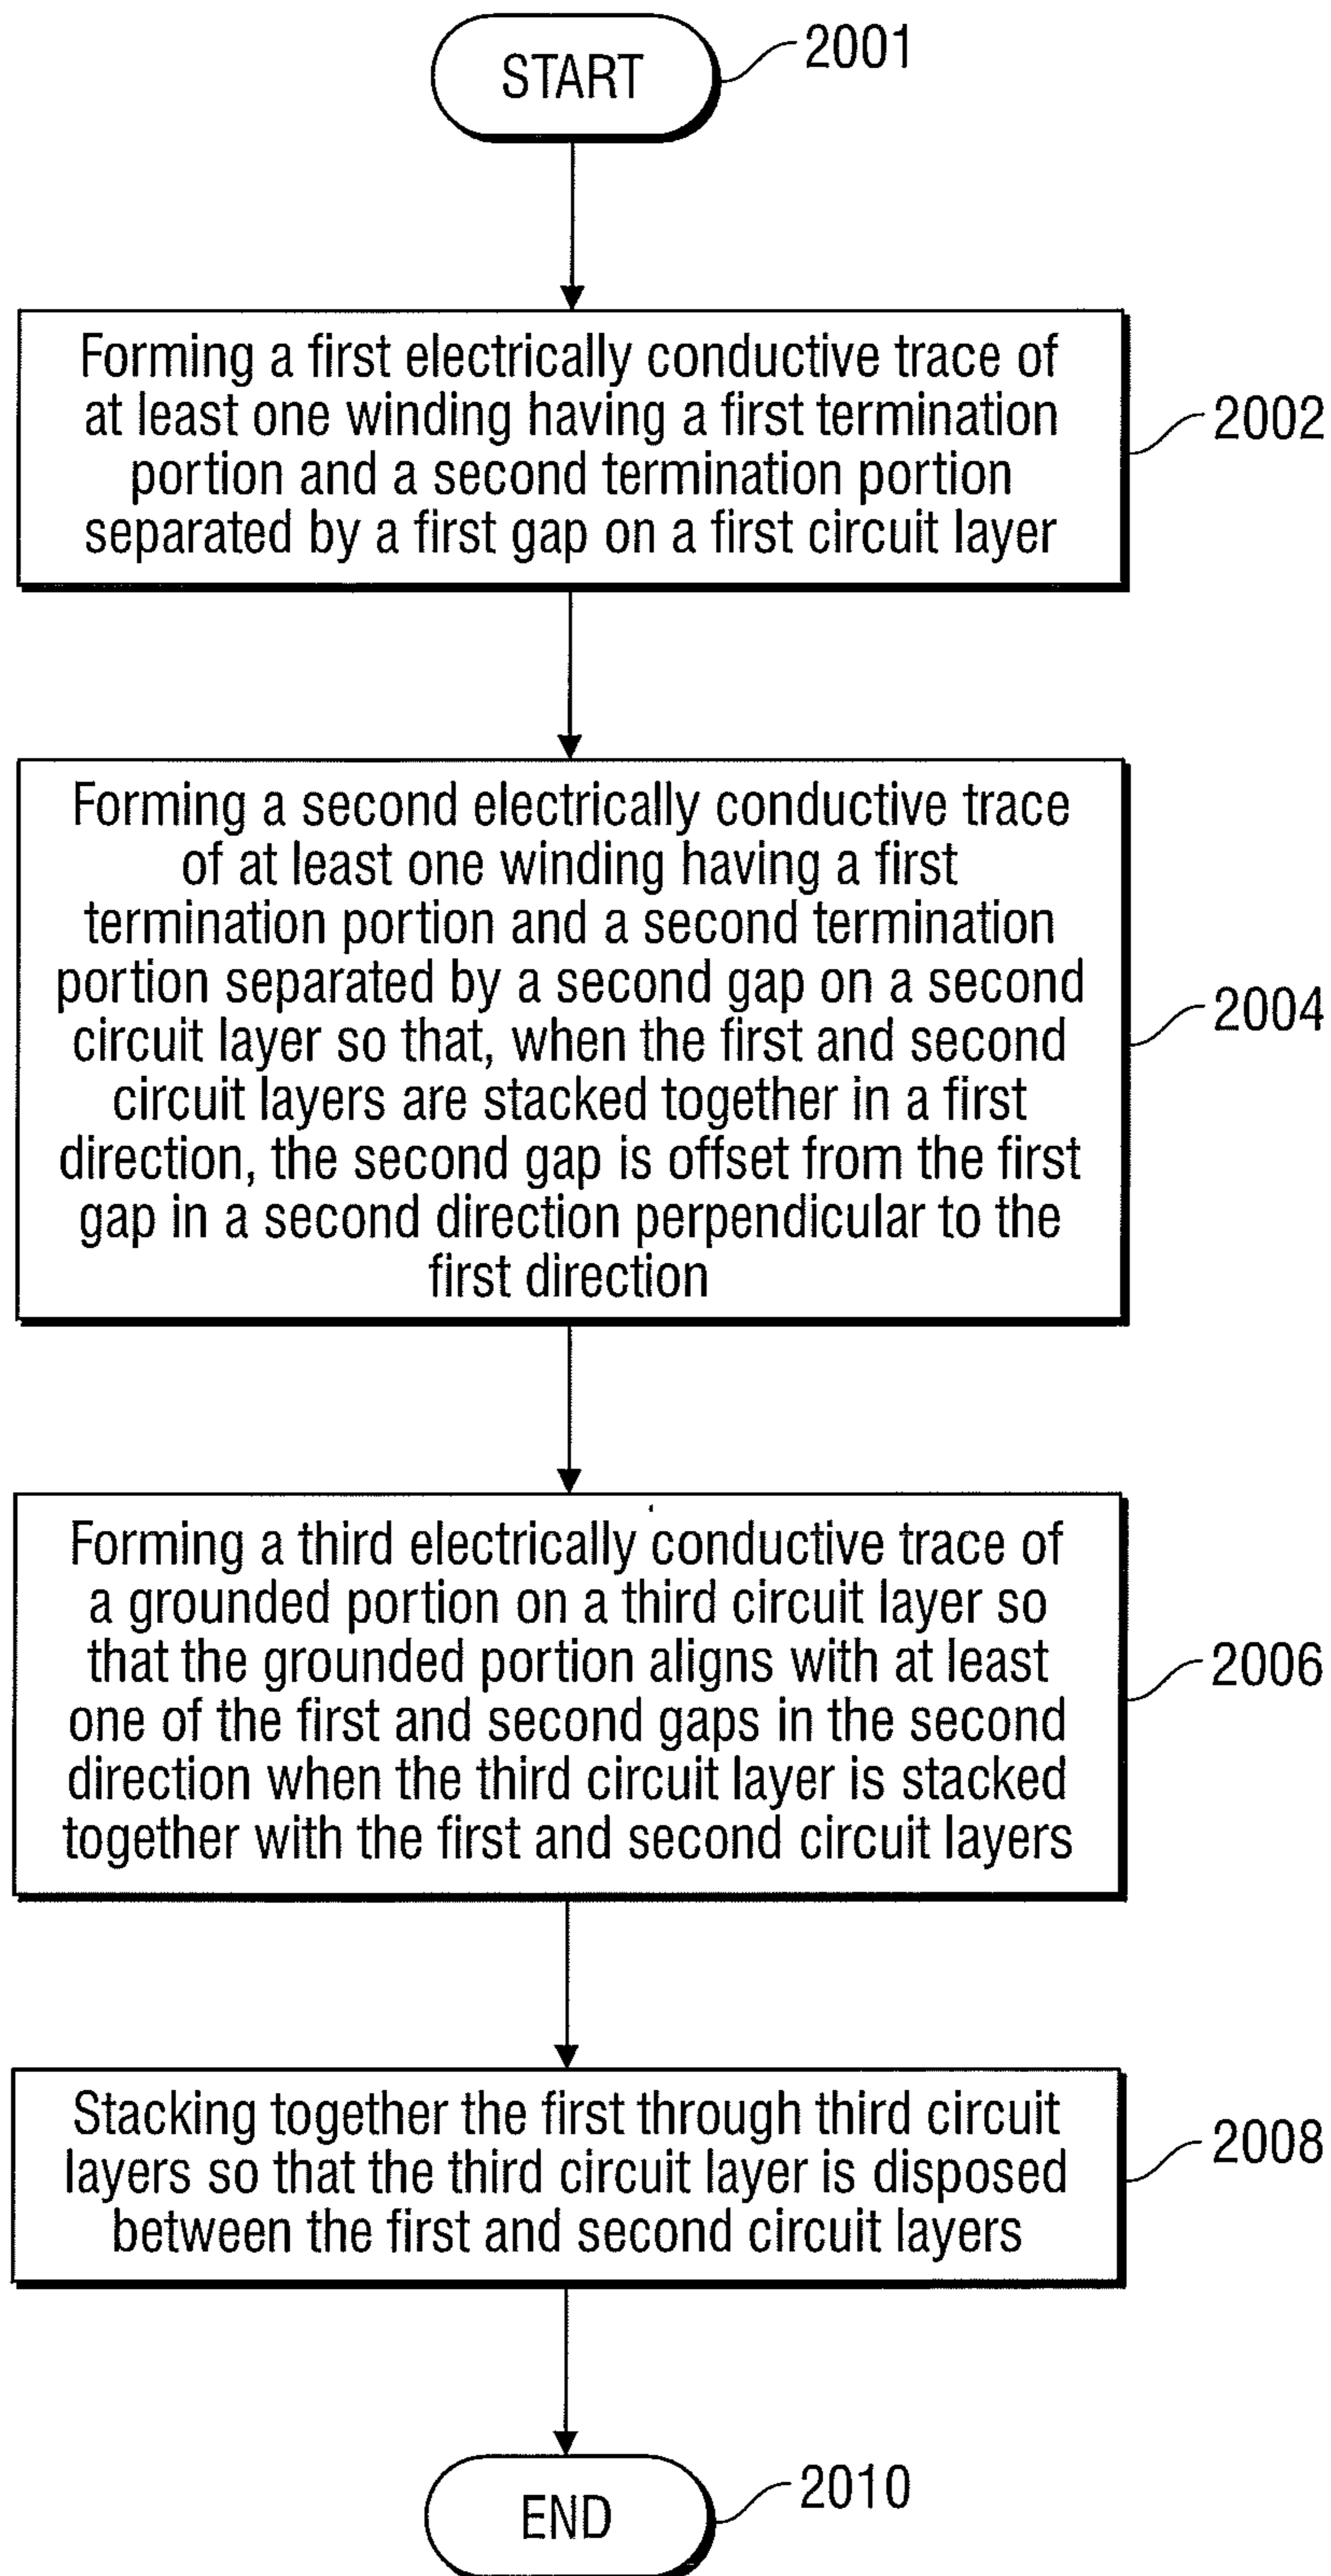 START
2001
Forming a first electrically conductive trace of
at least one winding having a first termination
portion and a second termination portion
separated by a first gap on a first circuit layer
2002
Forming a second electrically conductive trace
of at least one winding having a first
termination portion and a second termination
portion separated by a second gap on a second
circuit layer so that, when the first and second
circuit layers are stacked together in a first
direction, the second gap is offset from the first
gap in a second direction perpendicular to the
first direction
2004
Forming a third electrically conductive trace of
a grounded portion on a third circuit layer so
that the grounded portion aligns with at least
one of the first and second gaps in the second
direction when the third circuit layer is stacked
together with the first and second circuit layers
2006
Stacking together the first through third circuit
layers so that the third circuit layer is disposed
between the first and second circuit layers
2008
END
2010